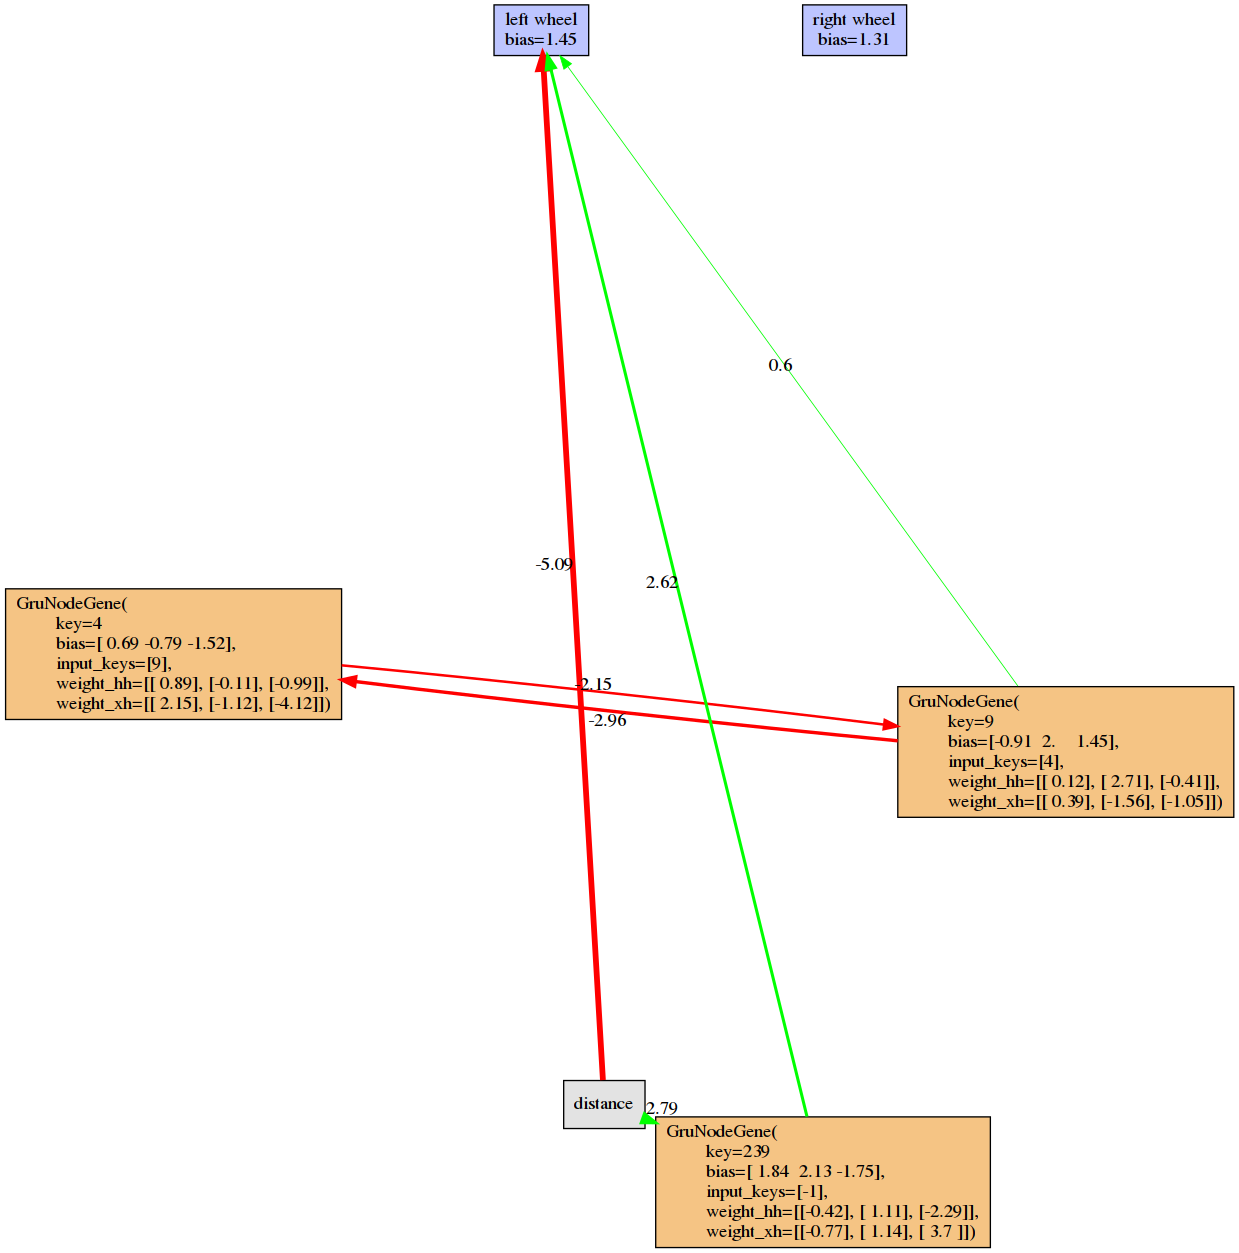 left wheel
bias=1.45
right wheel
bias=1.31
0.6
-5.09
2.62
GruNodeGene(
key=4
bias=[ 0.69 -0.79 -1.52],
input_keys=[9],
weight_hh=[[ 0.89], [-0.11], [-0.99]],
weight_xh=[[ 2.15], [-1.12], [-4.12]])
-2.15
-2.96
GruNodeGene(
key=9
bias=[-0.91  2.    1.45],
input_keys=[4],
weight_hh=[[ 0.12], [ 2.71], [-0.41]],
weight_xh=[[ 0.39], [-1.56], [-1.05]])
distance
2.79
GruNodeGene(
key=239
bias=[ 1.84  2.13 -1.75],
input_keys=[-1],
weight_hh=[[-0.42], [ 1.11], [-2.29]],
weight_xh=[[-0.77], [ 1.14], [ 3.7 ]])